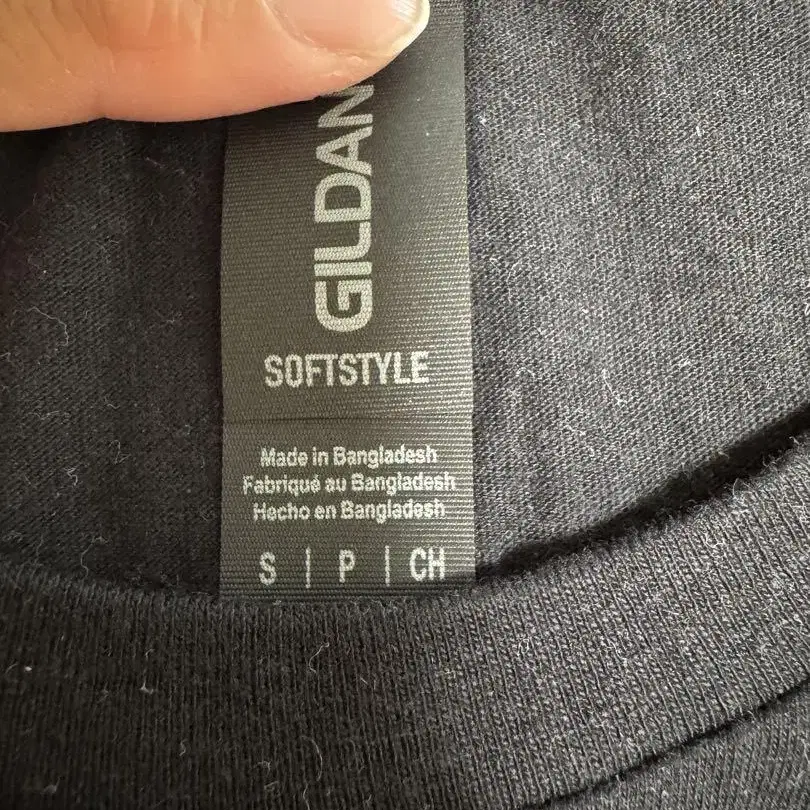 GILDAN
SOFTSTYLE
Made in Bangladesh
Fabriqué au Bangladesh
Hecho en Bangladesh
S | P | CH